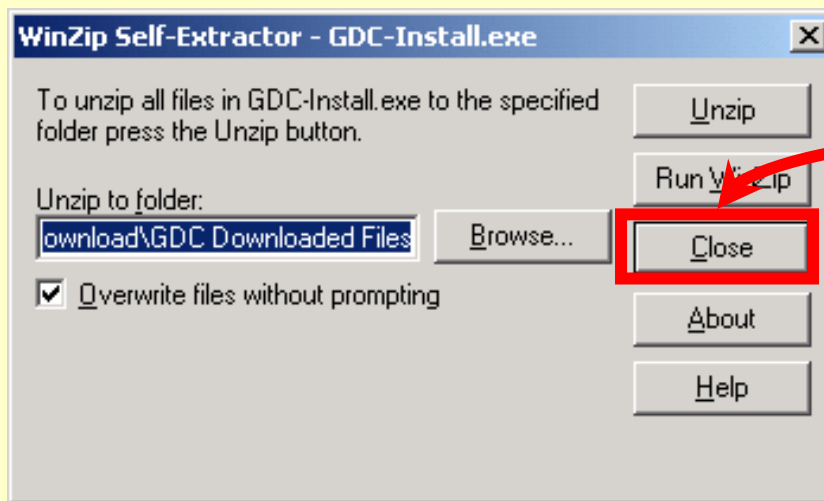 WinZip Self-Extractor - GDC-Install.exe
To unzip all files in GDC-Install.exe to the specified
folder press the Unzip button.
Unzip to folder:
ownload\GDC Downloaded Files
Browse...
Overwrite files without prompting
Unzip
Run WinZip
Close
About
Help